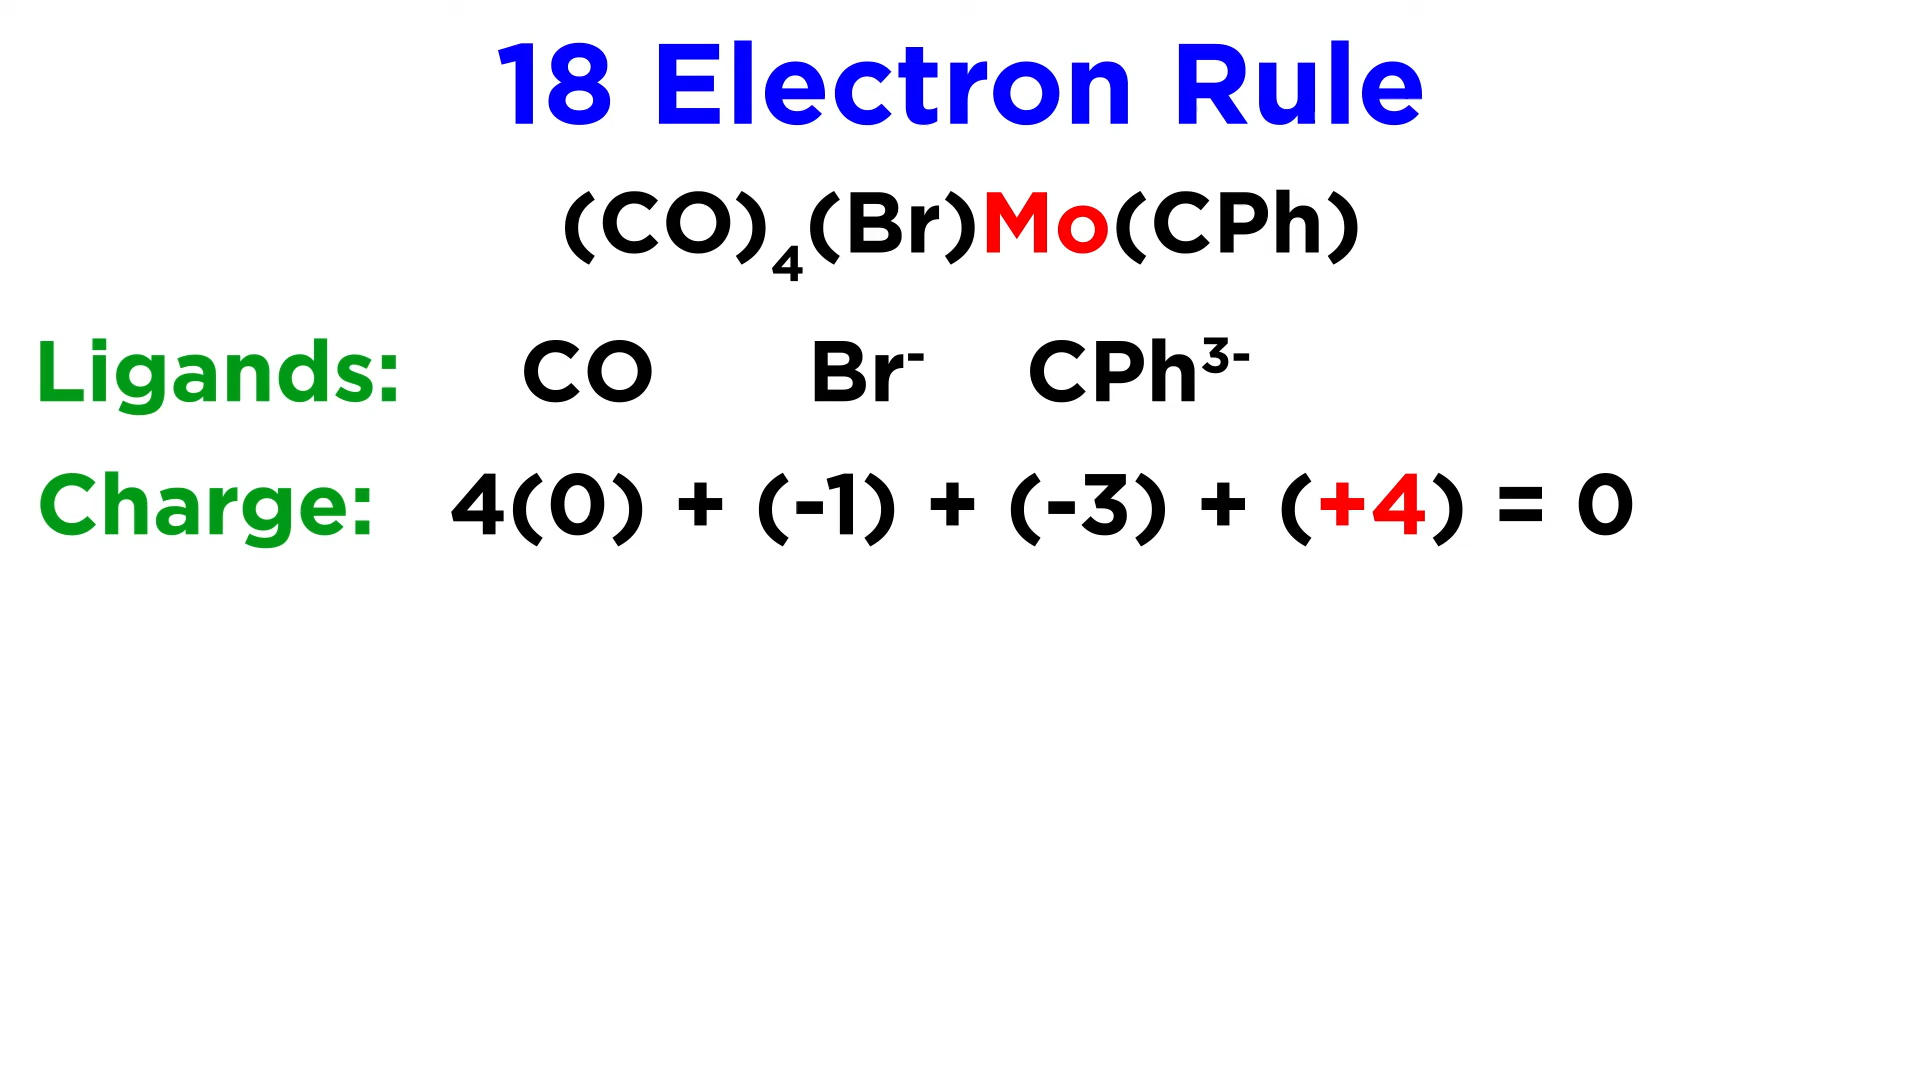 18 Electron Rule
(CO)₄(Br)Mo(CPh)
Ligands: CO Br⁻ CPh³⁻
Charge: 4(0) + (-1) + (-3) + (+4) = 0